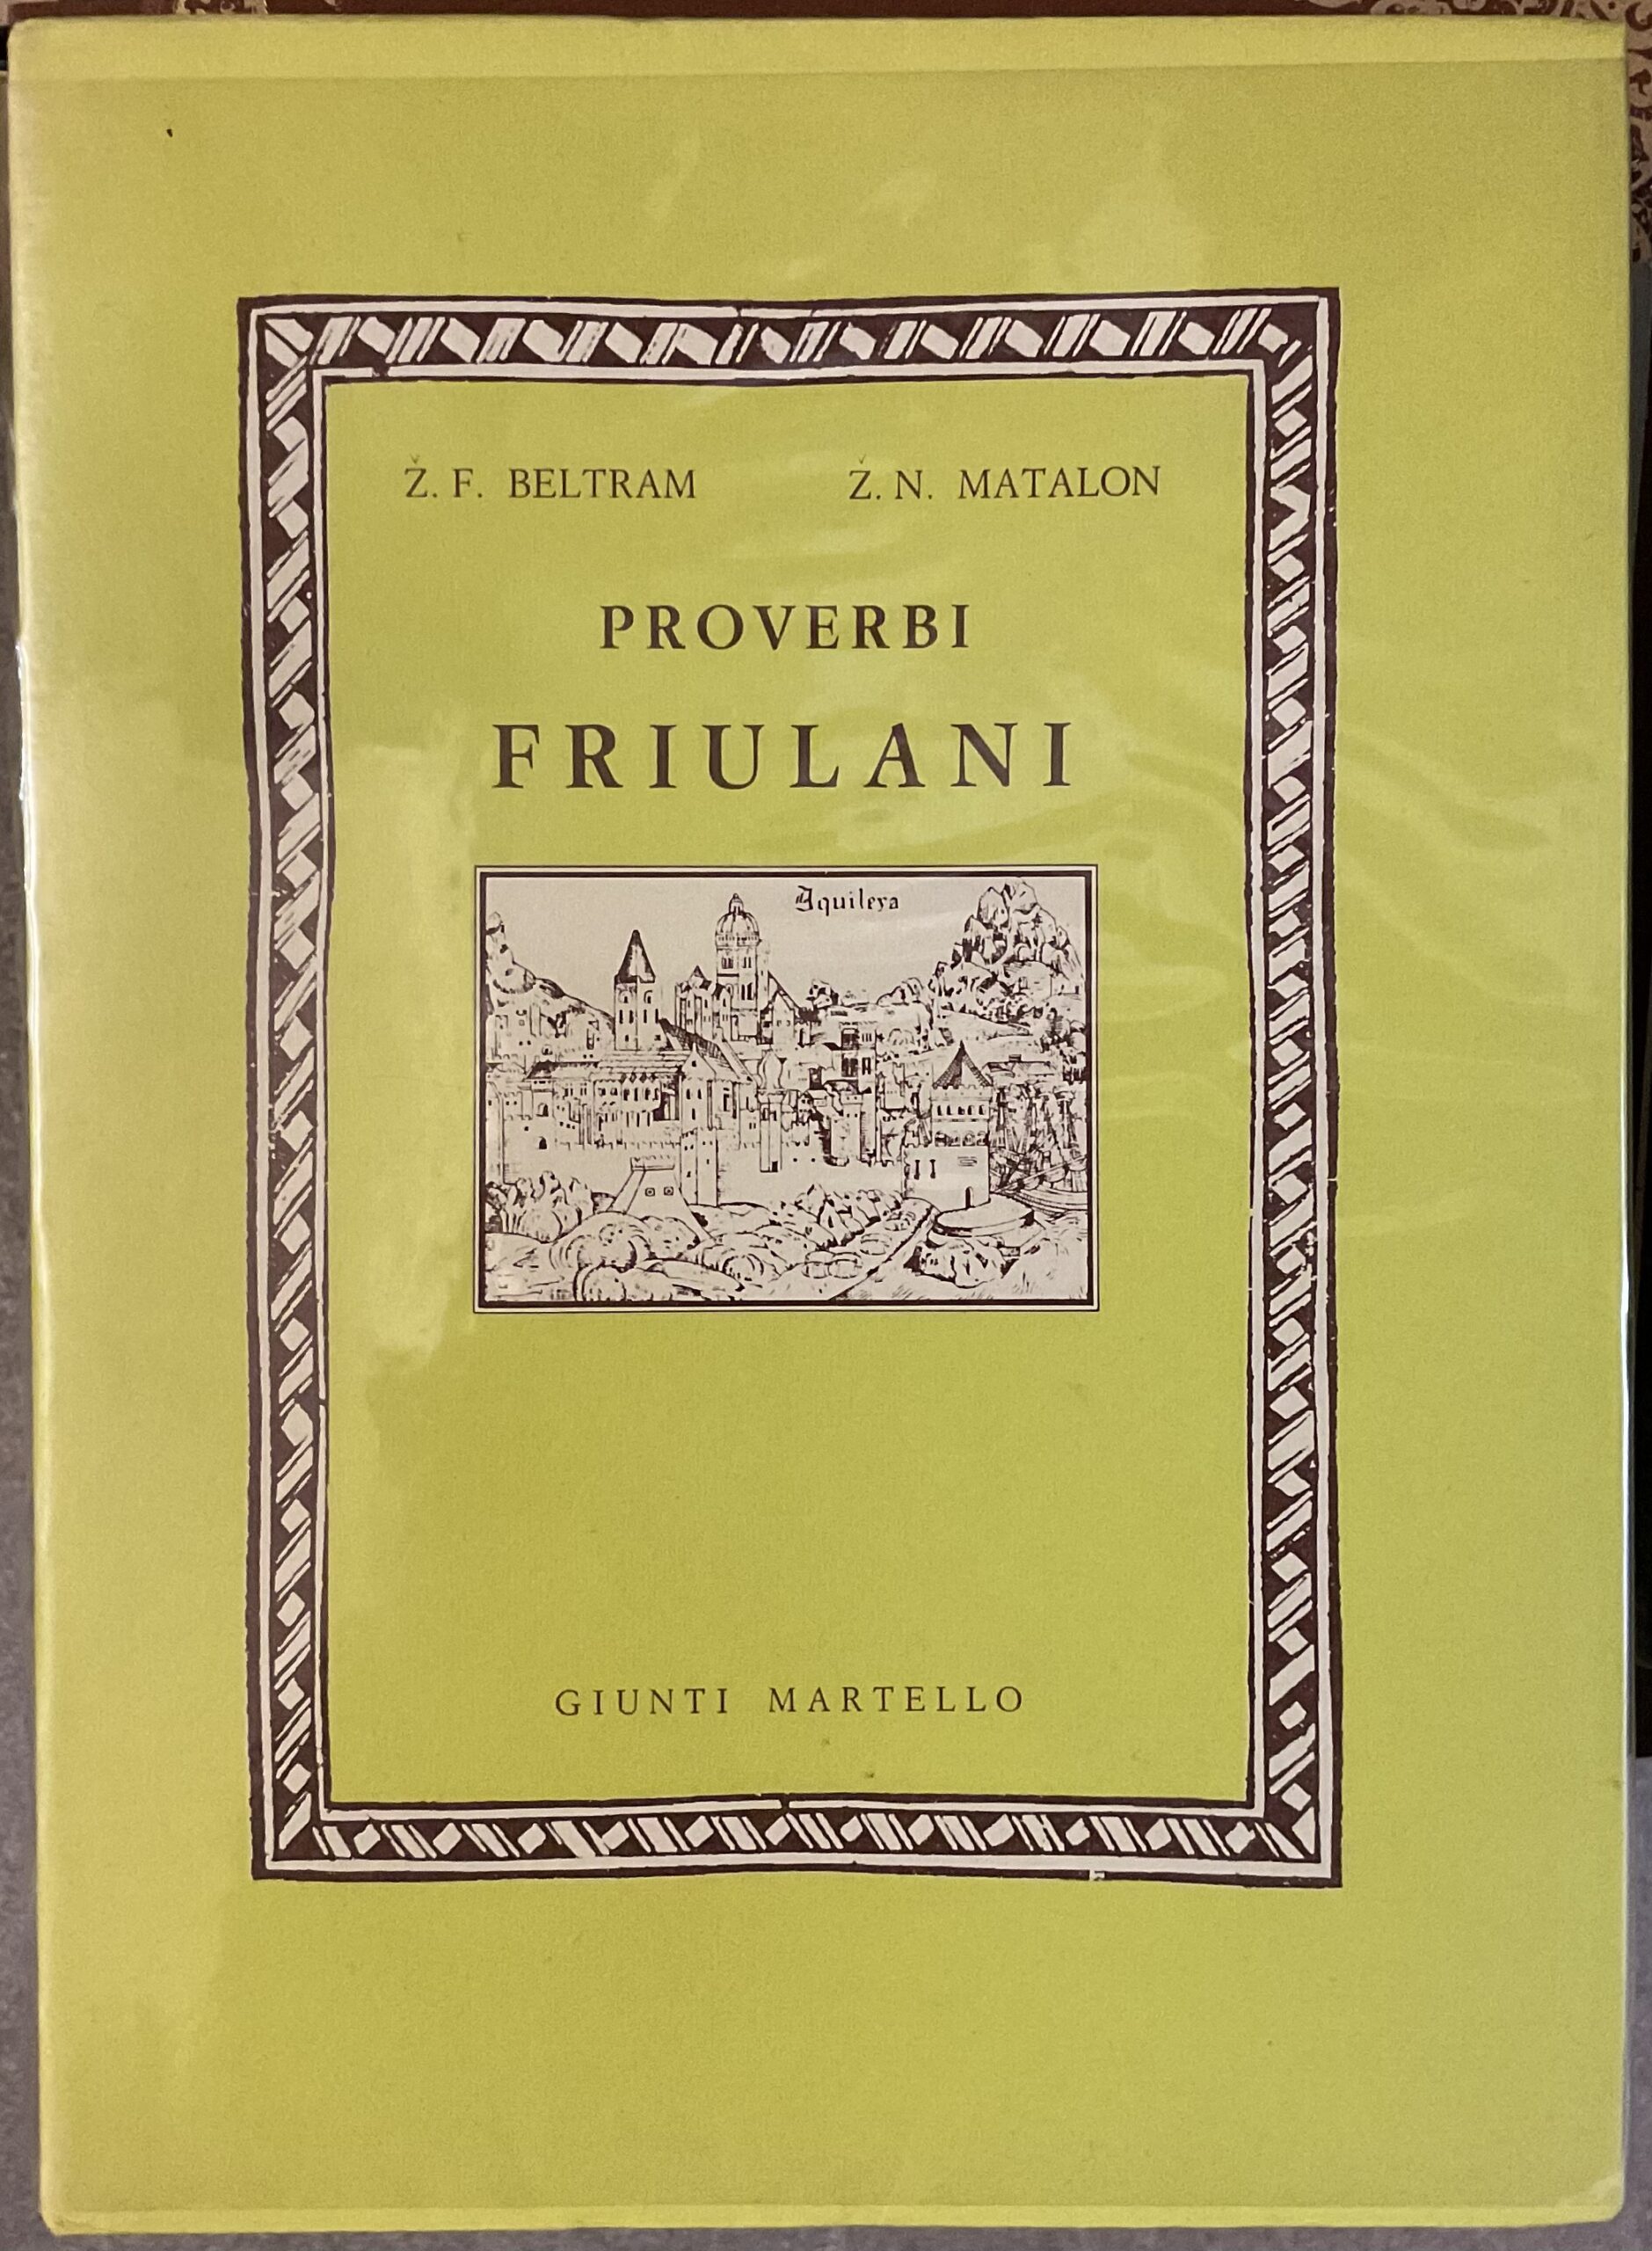 Ž. F. BELTRAM Ž. N. MATALON
PROVERBI
FRIULANI
Aquileya
GIUNTI MARTELLO